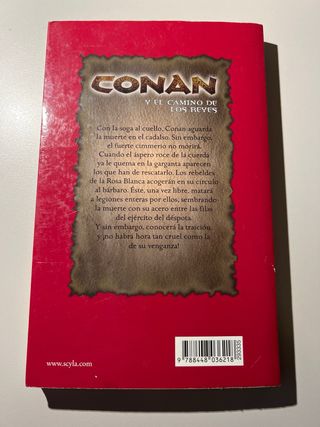 CONAN
Y EL CAMINO DE
LOS REYES
Con la soga al cuello, Conan aguarda
la muerte en el cadalso. Sin embargo,
el fuerte cimmerio no morirá.
Cuando el áspero roce de la cuerda
ya le quema en la garganta aparecen
los que han de rescatarlo. Los rebeldes
de la Rosa Blanca acogerán en su círculo
al bárbaro. Éste, una vez libre, matará
a legiones enteras por ellos, sembrando
la muerte con su acero entre las filas
del ejército del déspota.
Y sin embargo, conocerá la traición
y ¡no habrá hora tan cruel como la
de su venganza!
www.scyla.com
9 788448 036218
293335